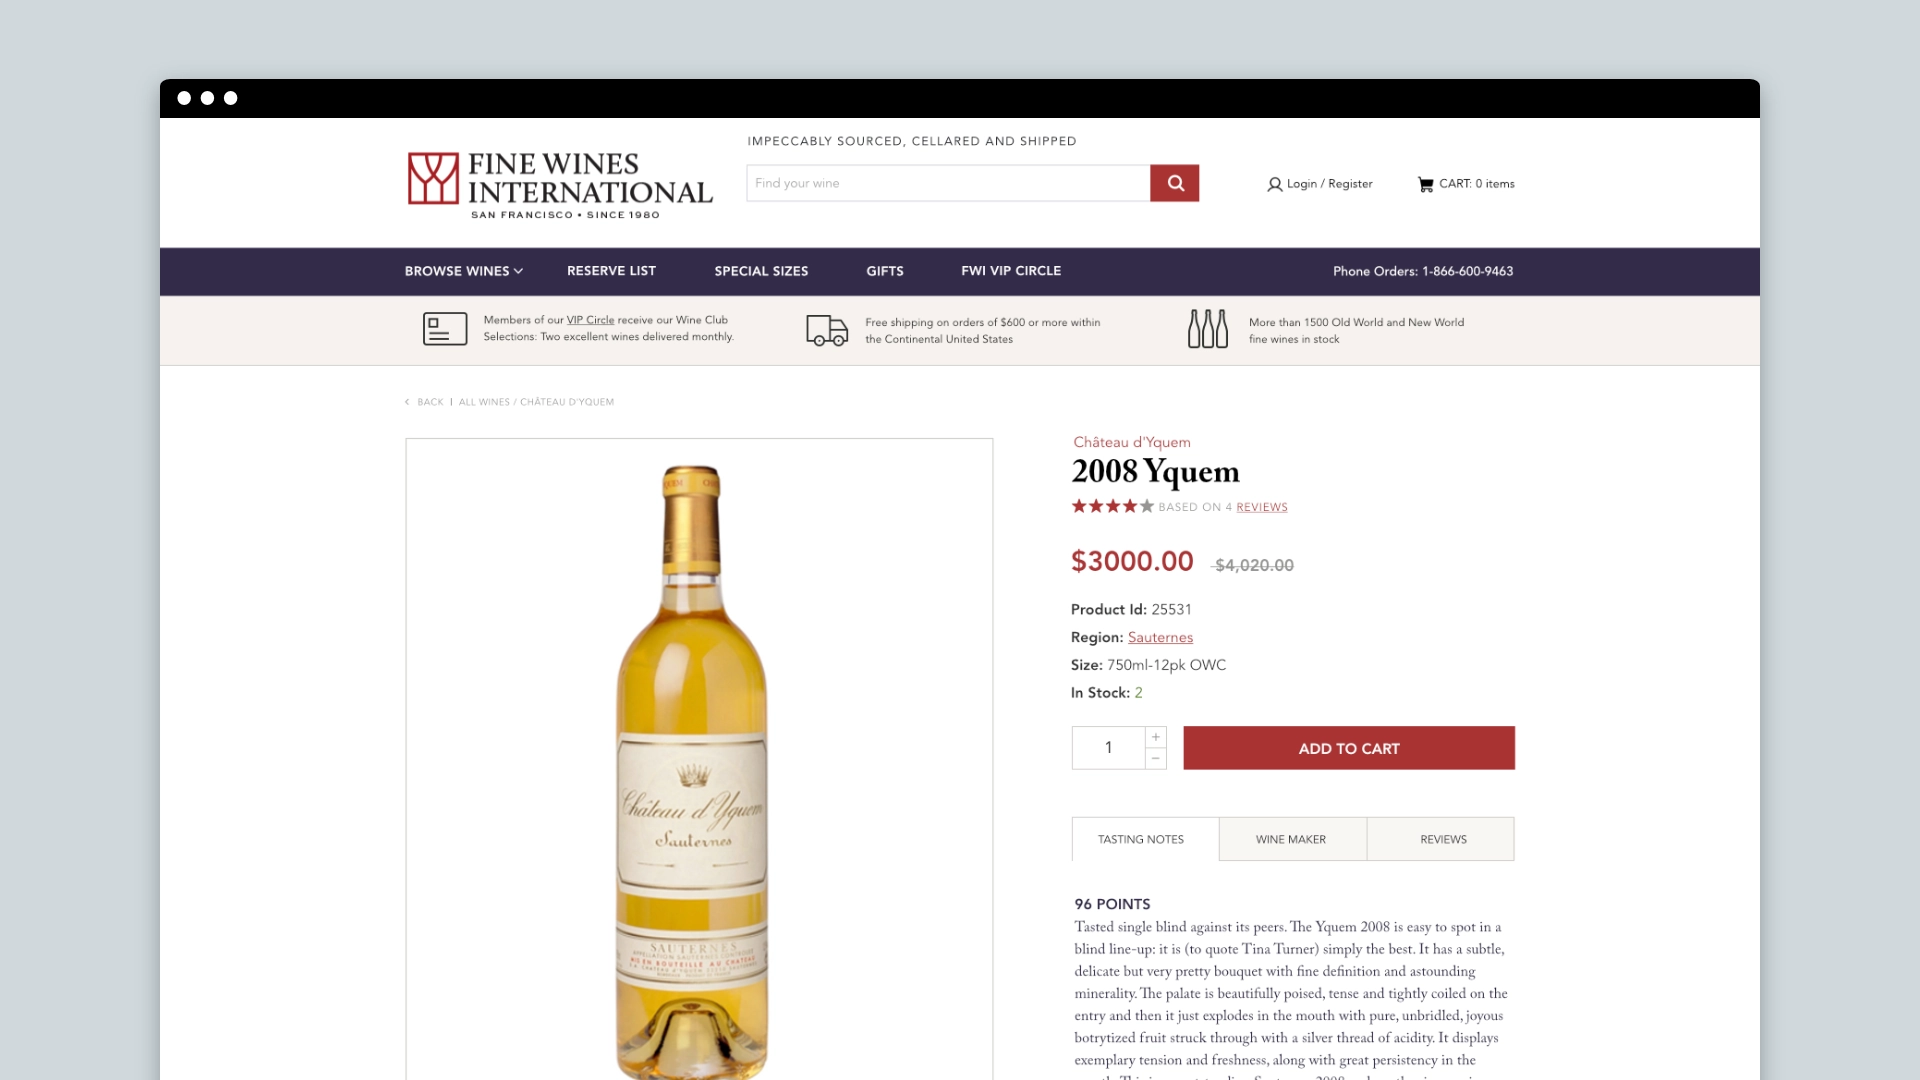 IMPECCABLY SOURCED, CELLARED AND SHIPPED
FINE WINES
INTERNATIONAL
SAN FRANCISCO • SINCE 1980
Find your wine
Login / Register
CART: 0 items
BROWSE WINES
RESERVE LIST
SPECIAL SIZES
GIFTS
FWI VIP CIRCLE
Phone Orders: 1-866-600-9463
Members of our VIP Circle receive our Wine Club
Selections: Two excellent wines delivered monthly.
Free shipping on orders of $600 or more within
the Continental United States
More than 1500 Old World and New World
fine wines in stock
BACK | ALL WINES / CHÂTEAU D'YQUEM
Château d'Yquem
Sauternes
SAUTERNES
APPELLATION SAUTERNES CONTRÔLÉE
MIS EN BOUTEILLE AU CHÂTEAU
Château d'Yquem
2008 Yquem
BASED ON 4 REVIEWS
$3000.00 $4,020.00
Product Id: 25531
Region: Sauternes
Size: 750ml-12pk OWC
In Stock: 2
1
+
−
ADD TO CART
TASTING NOTES
WINE MAKER
REVIEWS
96 POINTS
Tasted single blind against its peers. The Yquem 2008 is easy to spot in a
blind line-up: it is (to quote Tina Turner) simply the best. It has a subtle,
delicate but very pretty bouquet with fine definition and astounding
minerality. The palate is beautifully poised, tense and tightly coiled on the
entry and then it just explodes in the mouth with pure, unbridled, joyous
botrytized fruit struck through with a silver thread of acidity. It displays
exemplary tension and freshness, along with great persistency in the